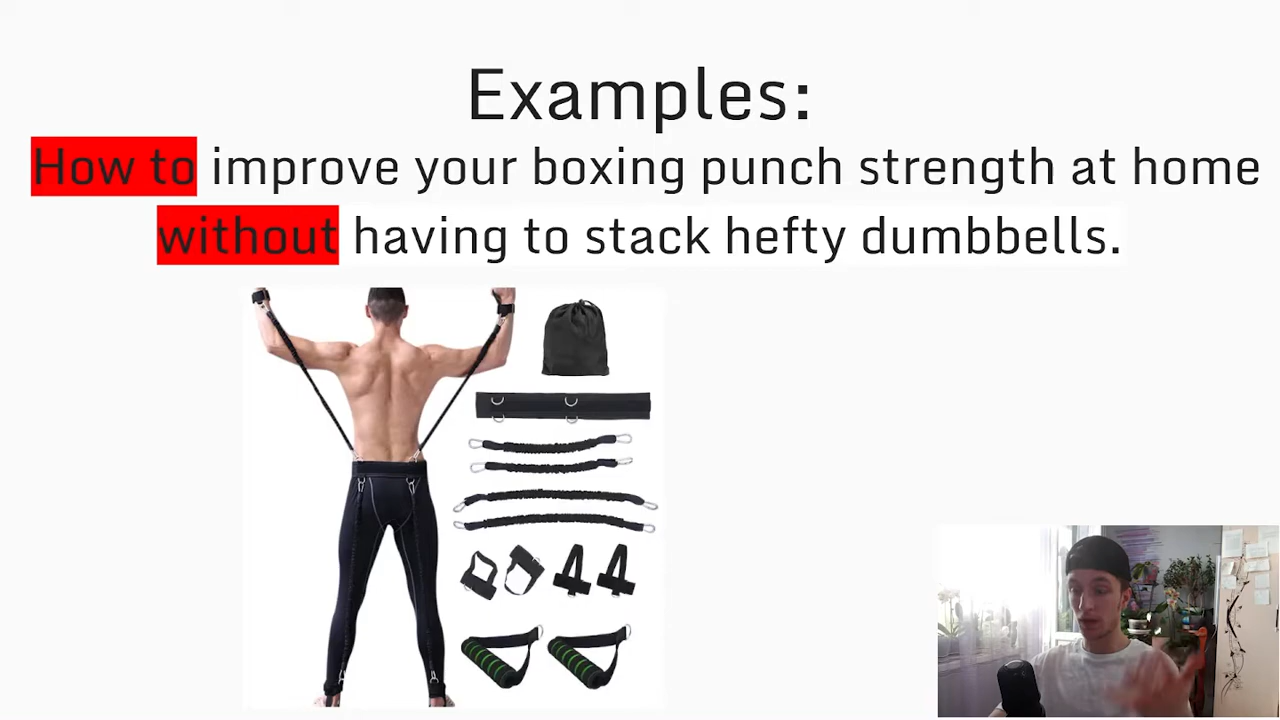 Examples:
How to improve your boxing punch strength at home
without having to stack hefty dumbbells.